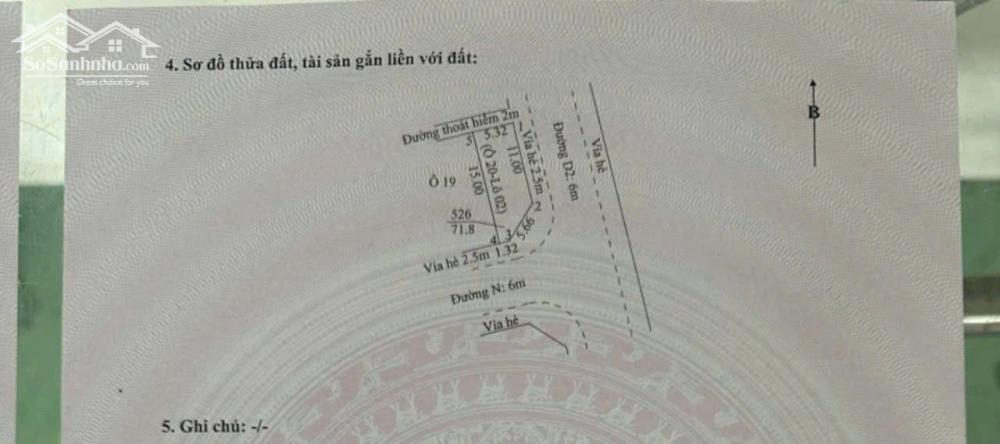 SoSanhnha.com
Great choice for you
4. Sơ đồ thửa đất, tài sản gắn liền với đất:
B
Đường thoát hiểm 2m
1
5
5.32
11.00
Vỉa hè 2.5m
Đường D2: 6m
Vỉa hè
Ô 19
15.00
(Ô 20-Lô 02)
2
526
71.8
4
3
5.66
Vỉa hè 2.5m
1.32
Đường N: 6m
Vỉa hè
5. Ghi chú: -/-